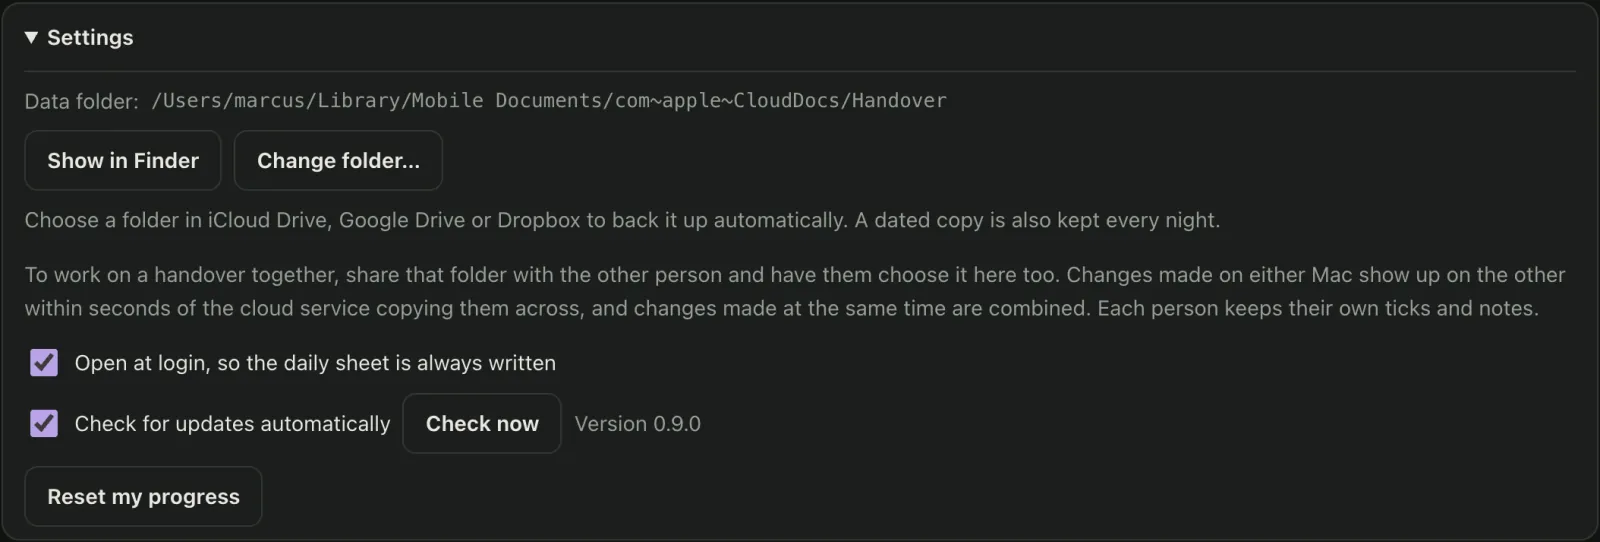 Settings
Data folder: /Users/marcus/Library/Mobile Documents/com~apple~CloudDocs/Handover
Show in Finder Change folder...
Choose a folder in iCloud Drive, Google Drive or Dropbox to back it up automatically. A dated copy is also kept every night.
To work on a handover together, share that folder with the other person and have them choose it here too. Changes made on either Mac show up on the other
within seconds of the cloud service copying them across, and changes made at the same time are combined. Each person keeps their own ticks and notes.
Open at login, so the daily sheet is always written
Check for updates automatically Check now Version 0.9.0
Reset my progress